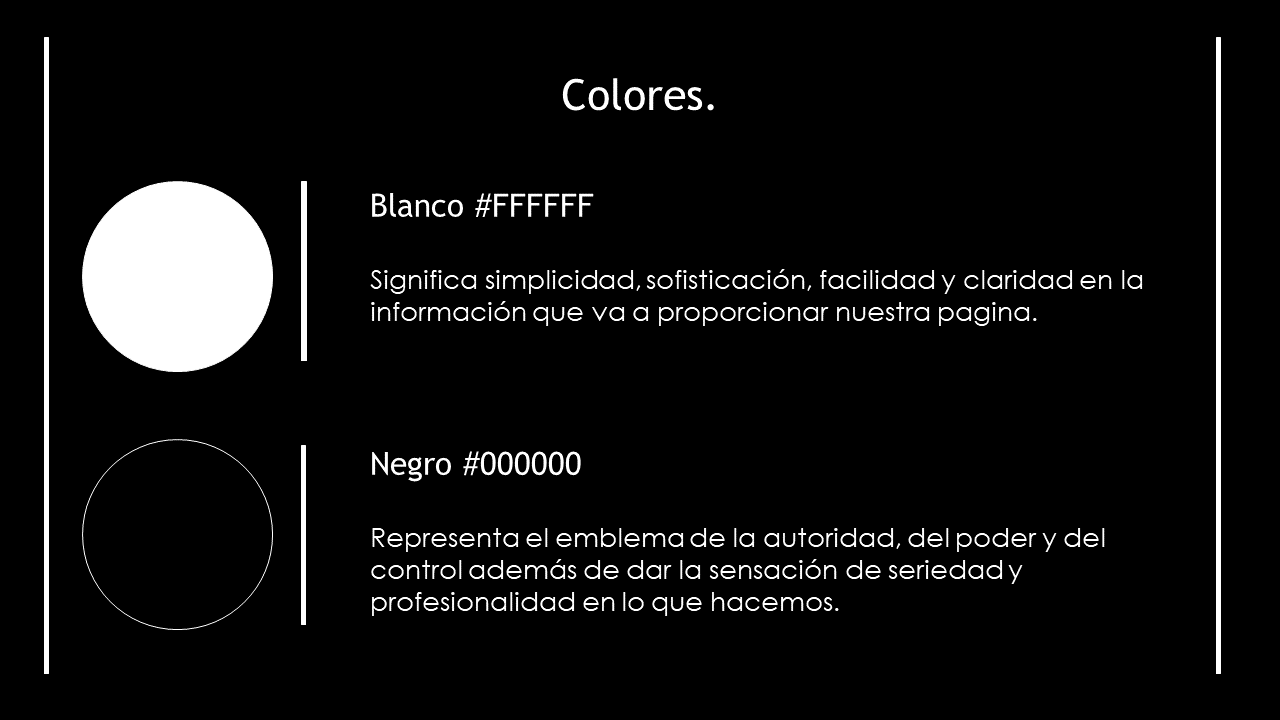 Colores.
Blanco #FFFFFF
Significa simplicidad, sofisticación, facilidad y claridad en la
información que va a proporcionar nuestra pagina.
Negro #000000
Representa el emblema de la autoridad, del poder y del
control además de dar la sensación de seriedad y
profesionalidad en lo que hacemos.